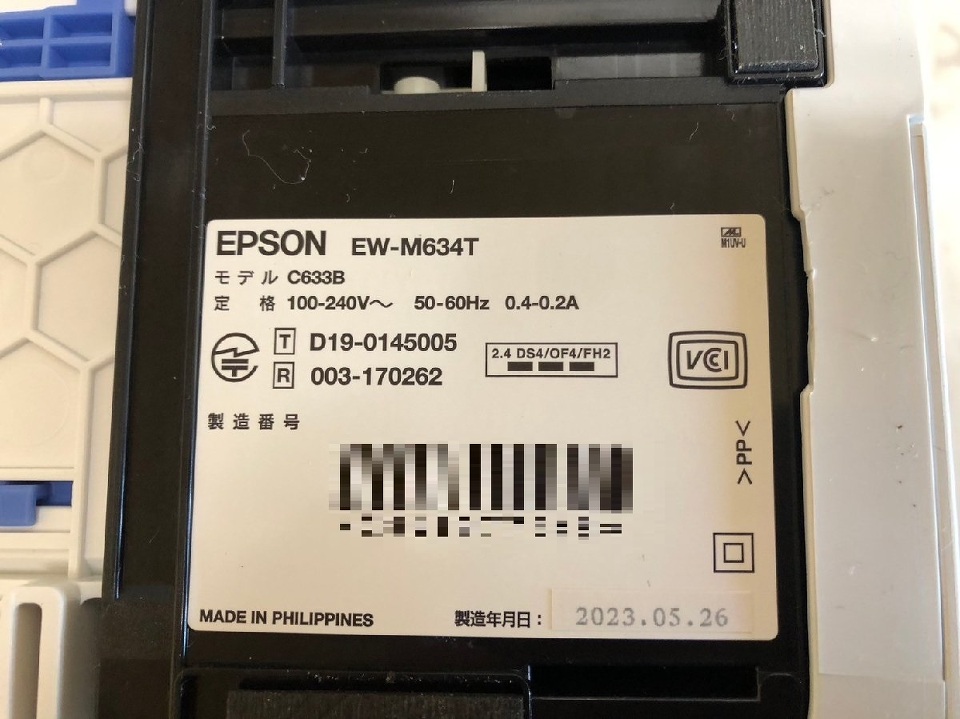 EPSON EW-M634T
M1UV-U
モデル C633B
定 格 100-240V～ 50-60Hz 0.4-0.2A
T D19-0145005
R 003-170262
2.4 DS4/OF4/FH2
VCCI
製造番号
>PP<
MADE IN PHILIPPINES
製造年月日： 2023.05.26